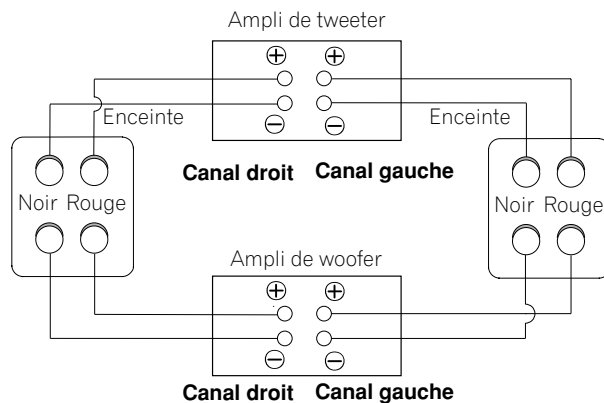 Ampli de tweeter
+ +
Enceinte Enceinte
− −
Canal droit Canal gauche
Noir Rouge Noir Rouge
Ampli de woofer
+ +
− −
Canal droit Canal gauche